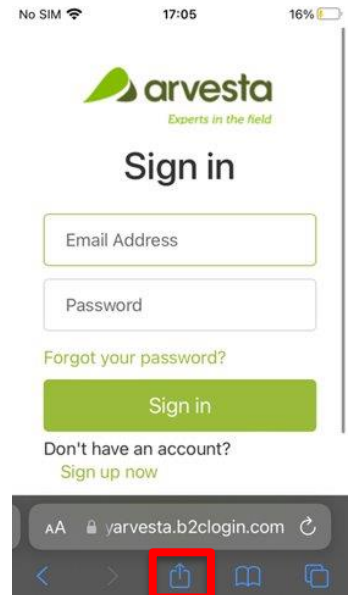 No SIM 17:05 16%
arvesta
Experts in the field
Sign in
Email Address
Password
Forgot your password?
Sign in
Don't have an account?
Sign up now
AA yarvesta.b2clogin.com